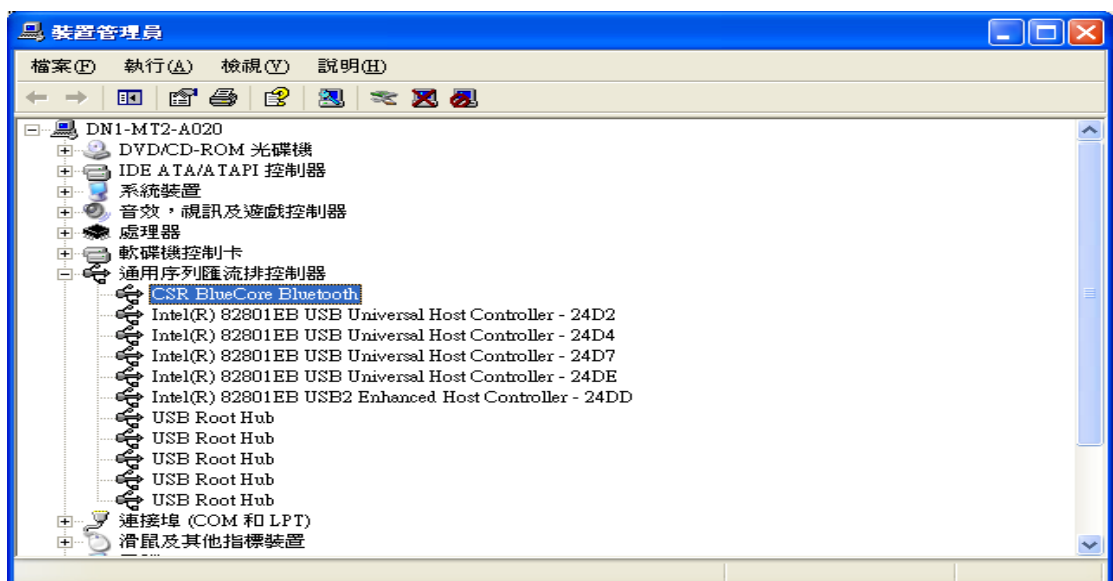 裝置管理員
檔案(F) 執行(A) 檢視(V) 說明(H)
DN1-MT2-A020
DVD/CD-ROM 光碟機
IDE ATA/ATAPI 控制器
系統裝置
音效，視訊及遊戲控制器
處理器
軟碟機控制卡
通用序列匯流排控制器
CSR BlueCore Bluetooth
Intel(R) 82801EB USB Universal Host Controller - 24D2
Intel(R) 82801EB USB Universal Host Controller - 24D4
Intel(R) 82801EB USB Universal Host Controller - 24D7
Intel(R) 82801EB USB Universal Host Controller - 24DE
Intel(R) 82801EB USB2 Enhanced Host Controller - 24DD
USB Root Hub
USB Root Hub
USB Root Hub
USB Root Hub
USB Root Hub
連接埠 (COM 和 LPT)
滑鼠及其他指標裝置